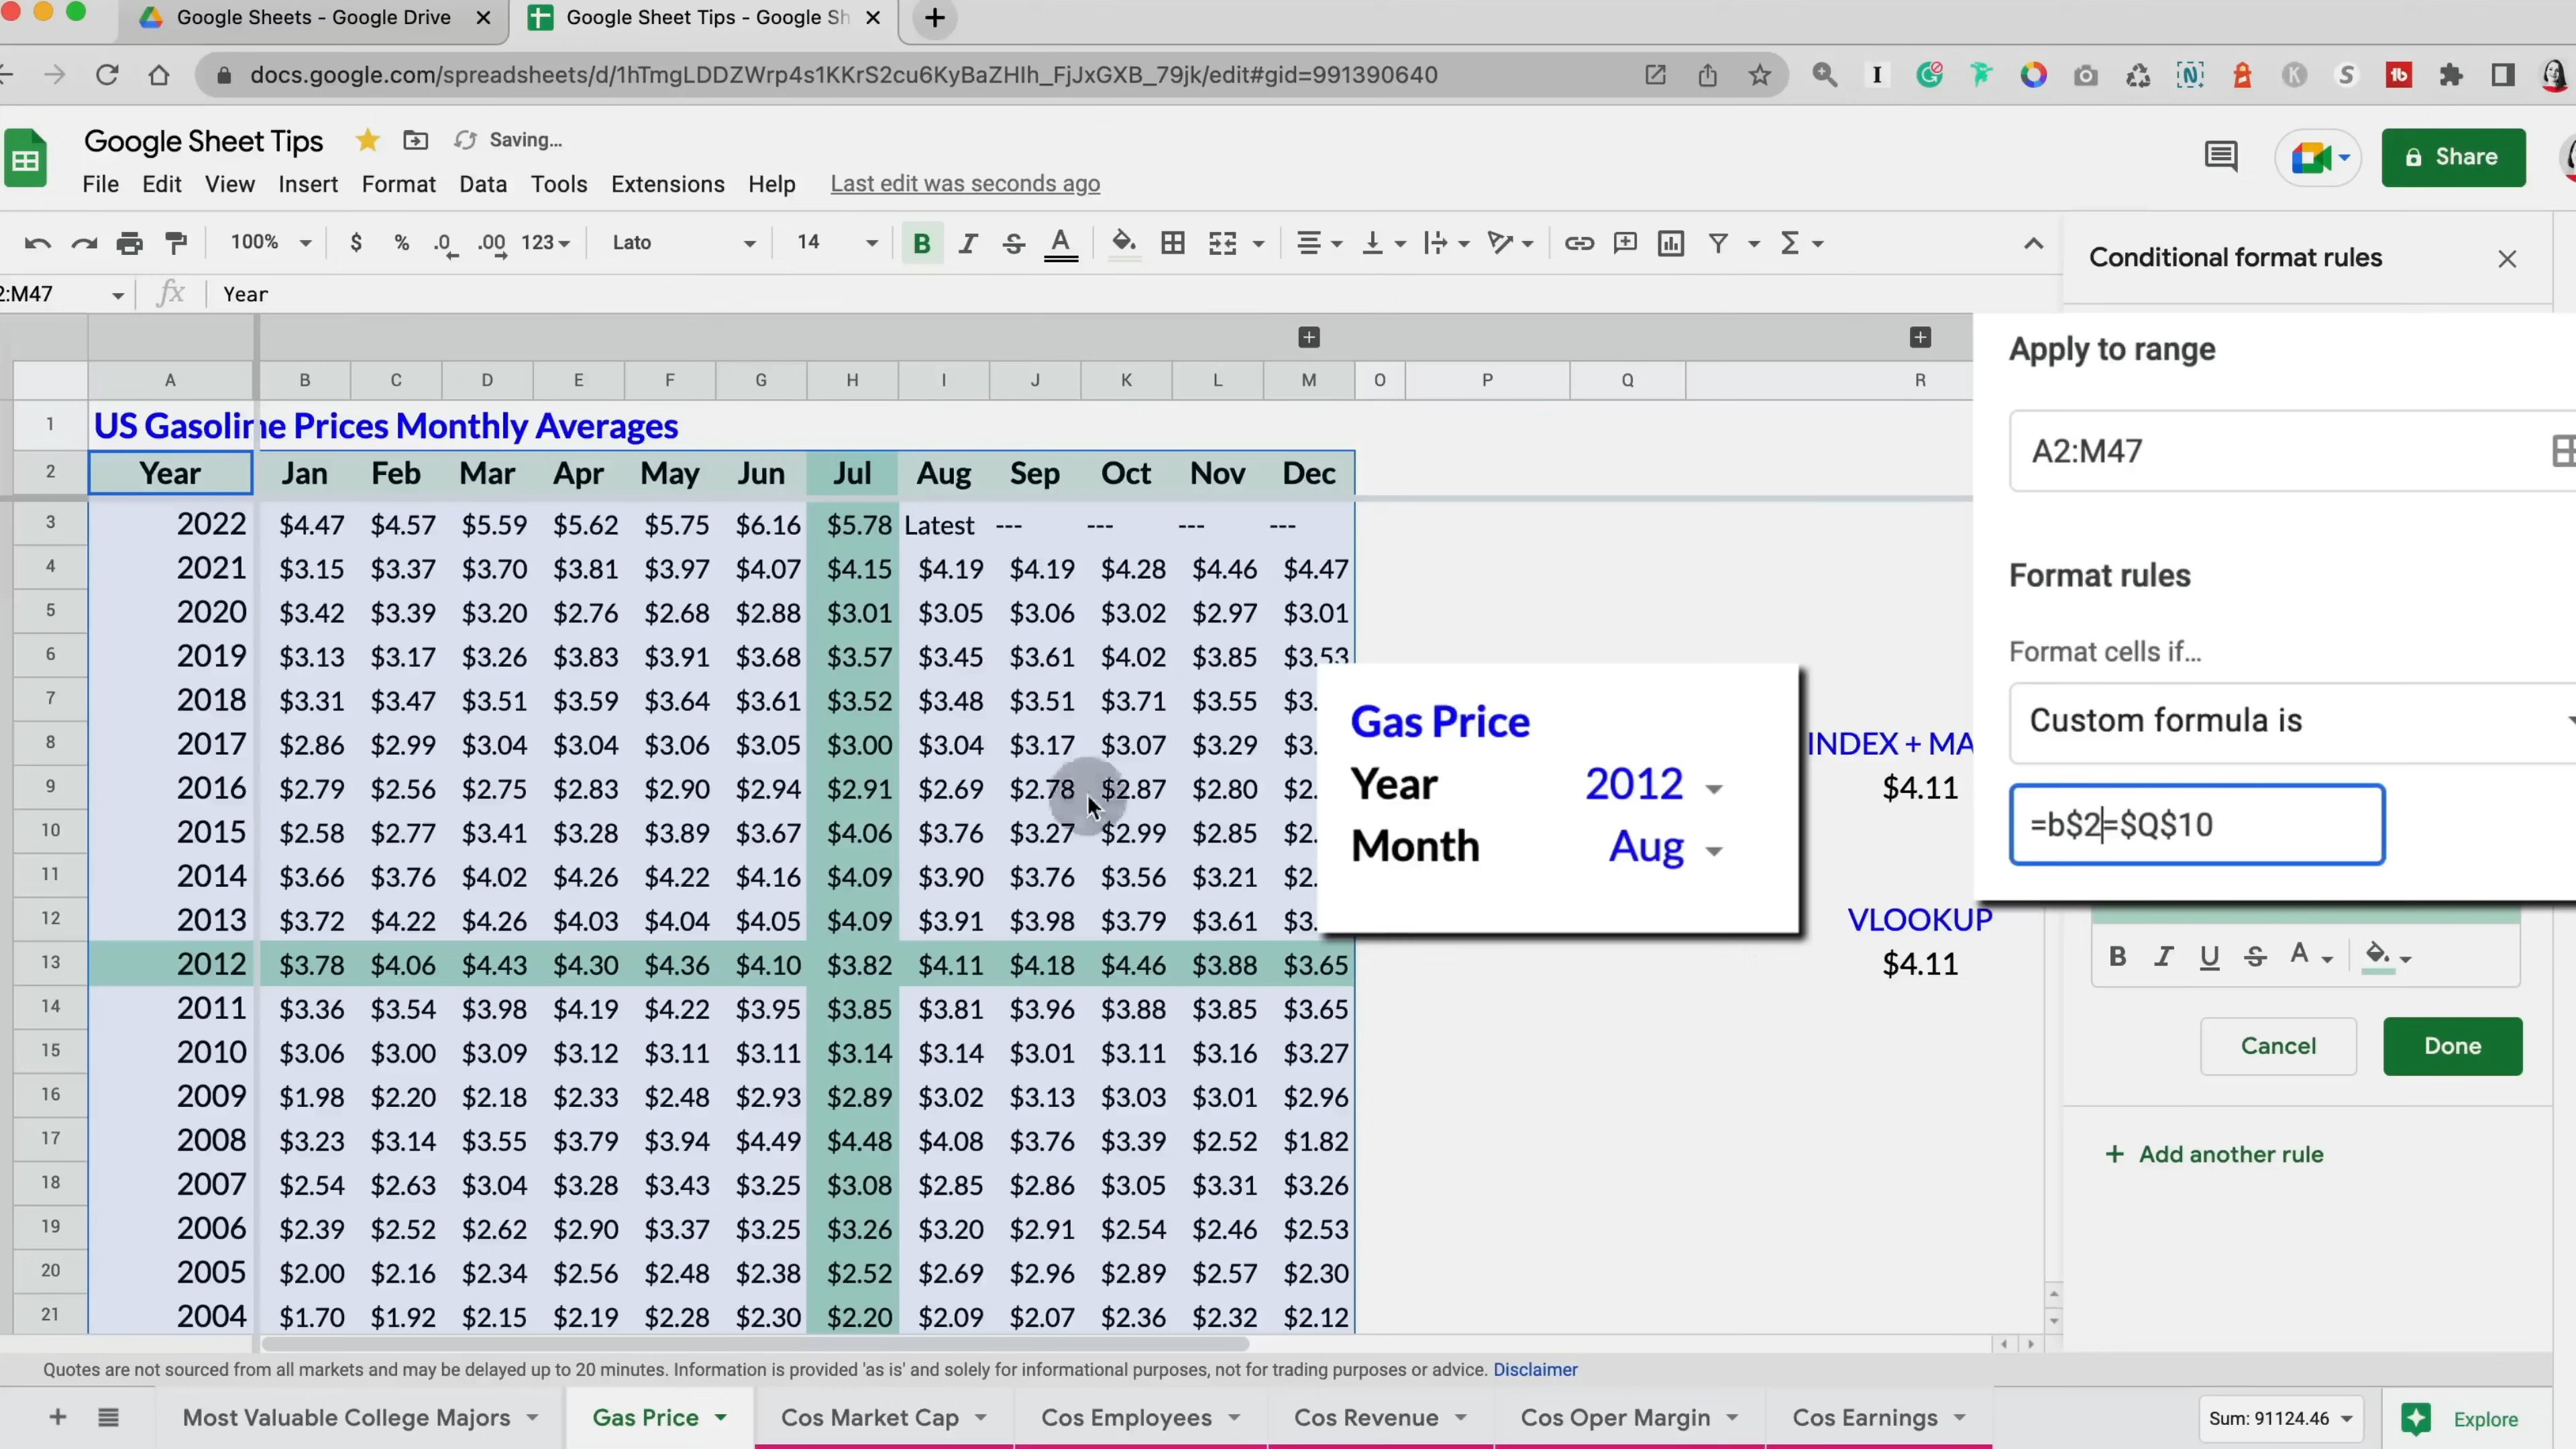 Google Sheets - Google Drive
Google Sheet Tips - Google Sh
docs.google.com/spreadsheets/d/1hTmgLDDZWrp4s1KKrS2cu6KyBaZHIh_FjJxGXB_79jk/edit#gid=991390640
Google Sheet Tips Saving…
Share
File Edit View Insert Format Data Tools Extensions Help Last edit was seconds ago
100% $ % .0 .00 123 Lato 14 B I S A
Conditional format rules
2:M47 fx Year
A B C D E F G H I J K L M O P Q R
1 US Gasoline Prices Monthly Averages
2 Year Jan Feb Mar Apr May Jun Jul Aug Sep Oct Nov Dec
3 2022 $4.47 $4.57 $5.59 $5.62 $5.75 $6.16 $5.78 Latest --- --- --- ---
4 2021 $3.15 $3.37 $3.70 $3.81 $3.97 $4.07 $4.15 $4.19 $4.19 $4.28 $4.46 $4.47
5 2020 $3.42 $3.39 $3.20 $2.76 $2.68 $2.88 $3.01 $3.05 $3.06 $3.02 $2.97 $3.01
6 2019 $3.13 $3.17 $3.26 $3.83 $3.91 $3.68 $3.57 $3.45 $3.61 $4.02 $3.85 $3.53
7 2018 $3.31 $3.47 $3.51 $3.59 $3.64 $3.61 $3.52 $3.48 $3.51 $3.71 $3.55 $3.
8 2017 $2.86 $2.99 $3.04 $3.04 $3.06 $3.05 $3.00 $3.04 $3.17 $3.07 $3.29 $3.
9 2016 $2.79 $2.56 $2.75 $2.83 $2.90 $2.94 $2.91 $2.69 $2.78 $2.87 $2.80 $2.
10 2015 $2.58 $2.77 $3.41 $3.28 $3.89 $3.67 $4.06 $3.76 $3.27 $2.99 $2.85 $2.
11 2014 $3.66 $3.76 $4.02 $4.26 $4.22 $4.16 $4.09 $3.90 $3.76 $3.56 $3.21 $2.
12 2013 $3.72 $4.22 $4.26 $4.03 $4.04 $4.05 $4.09 $3.91 $3.98 $3.79 $3.61 $3.
13 2012 $3.78 $4.06 $4.43 $4.30 $4.36 $4.10 $3.82 $4.11 $4.18 $4.46 $3.88 $3.65
14 2011 $3.36 $3.54 $3.98 $4.19 $4.22 $3.95 $3.85 $3.81 $3.96 $3.88 $3.85 $3.65
15 2010 $3.06 $3.00 $3.09 $3.12 $3.11 $3.11 $3.14 $3.14 $3.01 $3.11 $3.16 $3.27
16 2009 $1.98 $2.20 $2.18 $2.33 $2.48 $2.93 $2.89 $3.02 $3.13 $3.03 $3.01 $2.96
17 2008 $3.23 $3.14 $3.55 $3.79 $3.94 $4.49 $4.48 $4.08 $3.76 $3.39 $2.52 $1.82
18 2007 $2.54 $2.63 $3.04 $3.28 $3.43 $3.25 $3.08 $2.85 $2.86 $3.05 $3.31 $3.26
19 2006 $2.39 $2.52 $2.62 $2.90 $3.37 $3.25 $3.26 $3.20 $2.91 $2.54 $2.46 $2.53
20 2005 $2.00 $2.16 $2.34 $2.56 $2.48 $2.38 $2.52 $2.69 $2.96 $2.89 $2.57 $2.30
21 2004 $1.70 $1.92 $2.15 $2.19 $2.28 $2.30 $2.20 $2.09 $2.07 $2.36 $2.32 $2.12
Gas Price
Year 2012
Month Aug
INDEX + MA
$4.11
VLOOKUP
$4.11
Apply to range
A2:M47
Format rules
Format cells if…
Custom formula is
=b$2=$Q$10
B I U S A
Cancel Done
+ Add another rule
Quotes are not sourced from all markets and may be delayed up to 20 minutes. Information is provided 'as is' and solely for informational purposes, not for trading purposes or advice. Disclaimer
Most Valuable College Majors Gas Price Cos Market Cap Cos Employees Cos Revenue Cos Oper Margin Cos Earnings Sum: 91124.46 Explore